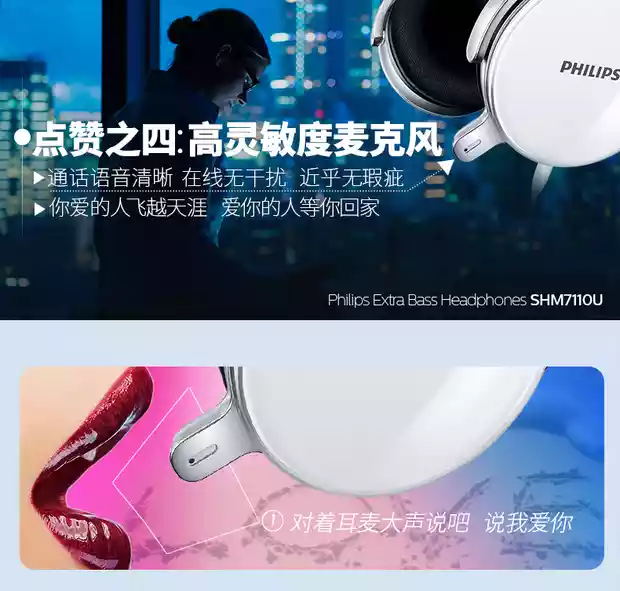 PHILIPS
点赞之四:高灵敏度麦克风
通话语音清晰 在线无干扰 近乎无瑕疵
你爱的人飞越天涯 爱你的人等你回家
Philips Extra Bass Headphones SHM7110U
① 对着耳麦大声说吧 说我爱你